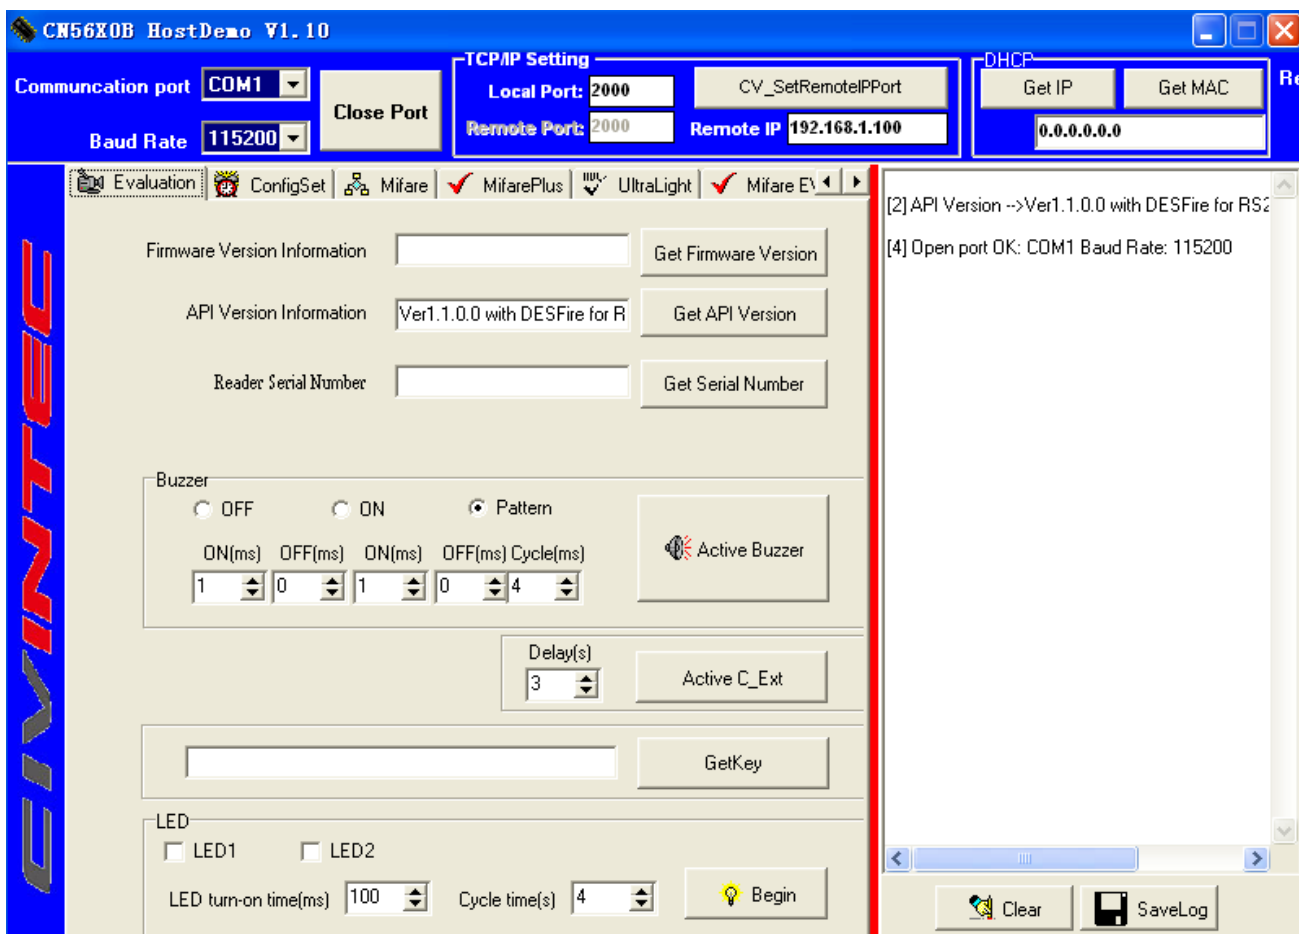 CN56X0B HostDemo V1.10
Communcation port COM1
Baud Rate 115200
Close Port
TCP/IP Setting
Local Port: 2000
CV_SetRemoteIPPort
Remote Port: 2000
Remote IP 192.168.1.100
DHCP
Get IP
Get MAC
0.0.0.0.0.0
Re
Evaluation ConfigSet Mifare MifarePlus UltraLight Mifare EV
CIVINTEC
Firmware Version Information
Get Firmware Version
API Version Information Ver1.1.0.0 with DESFire for R
Get API Version
Reader Serial Number
Get Serial Number
Buzzer
OFF ON Pattern
ON(ms) OFF(ms) ON(ms) OFF(ms) Cycle(ms)
1 0 1 0 4
Active Buzzer
Delay(s)
3
Active C_Ext
GetKey
LED
LED1 LED2
LED turn-on time(ms) 100 Cycle time(s) 4
Begin
[2] API Version -->Ver1.1.0.0 with DESFire for RS2
[4] Open port OK: COM1 Baud Rate: 115200
Clear
SaveLog